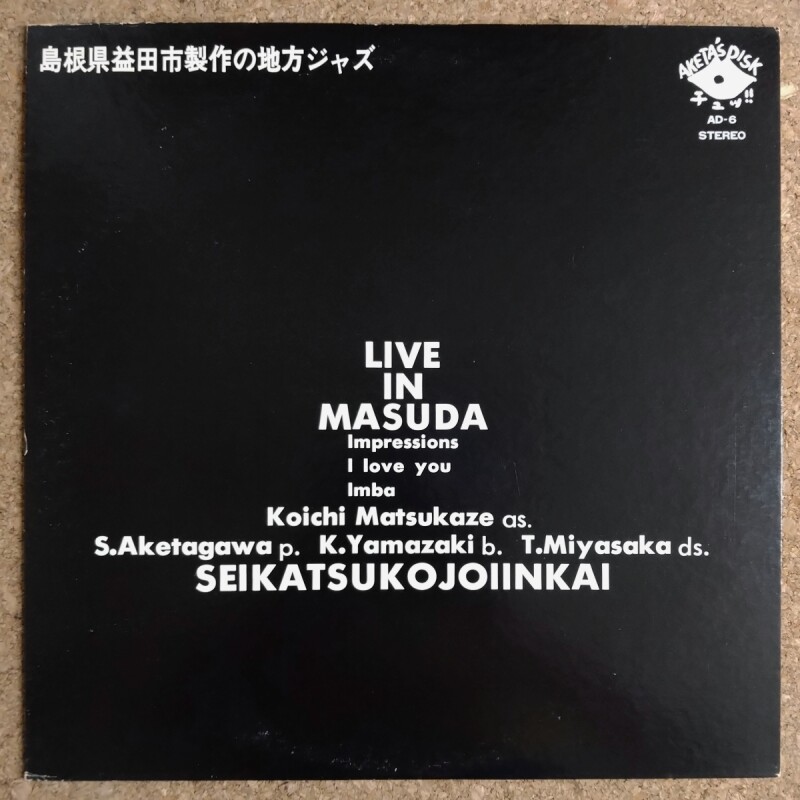 島根県益田市製作の地方ジャズ
AKETA'S DISK
チュッ!!
AD-6
STEREO
LIVE
IN
MASUDA
Impressions
I love you
Imba
Koichi Matsukaze as.
S.Aketagawa p. K.Yamazaki b. T.Miyasaka ds.
SEIKATSUKOJOIINKAI